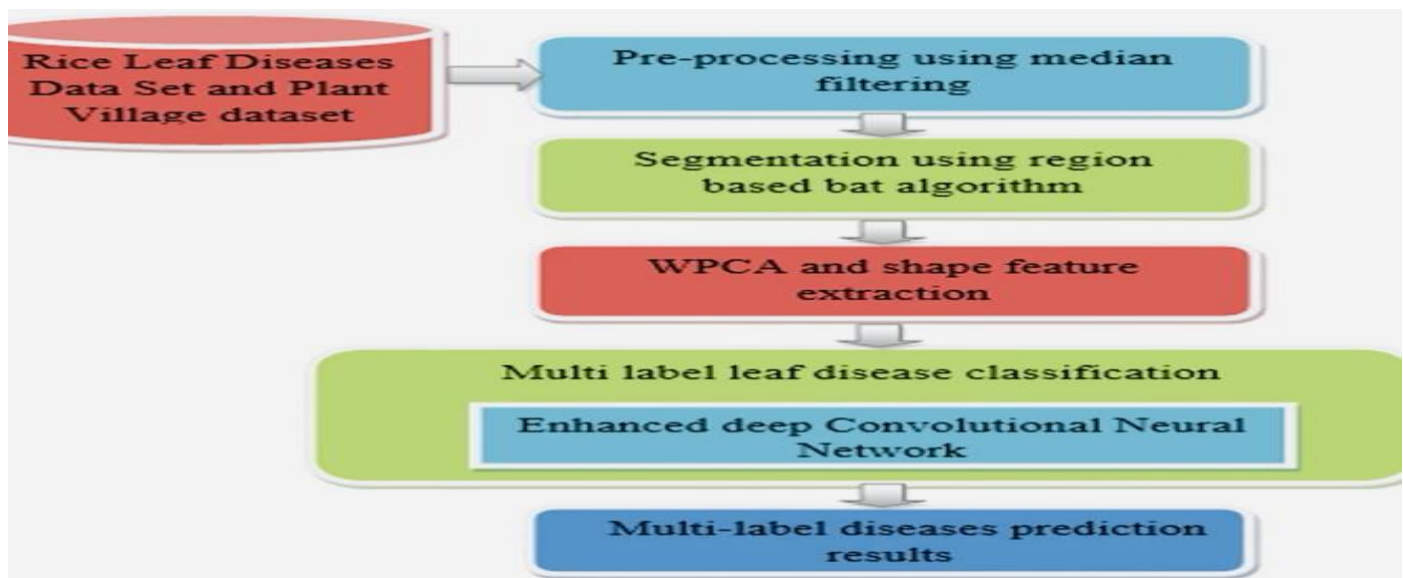 Rice Leaf Diseases
Data Set and Plant
Village dataset
Pre-processing using median
filtering
Segmentation using region
based bat algorithm
WPCA and shape feature
extraction
Multi label leaf disease classification
Enhanced deep Convolutional Neural
Network
Multi-label diseases prediction
results